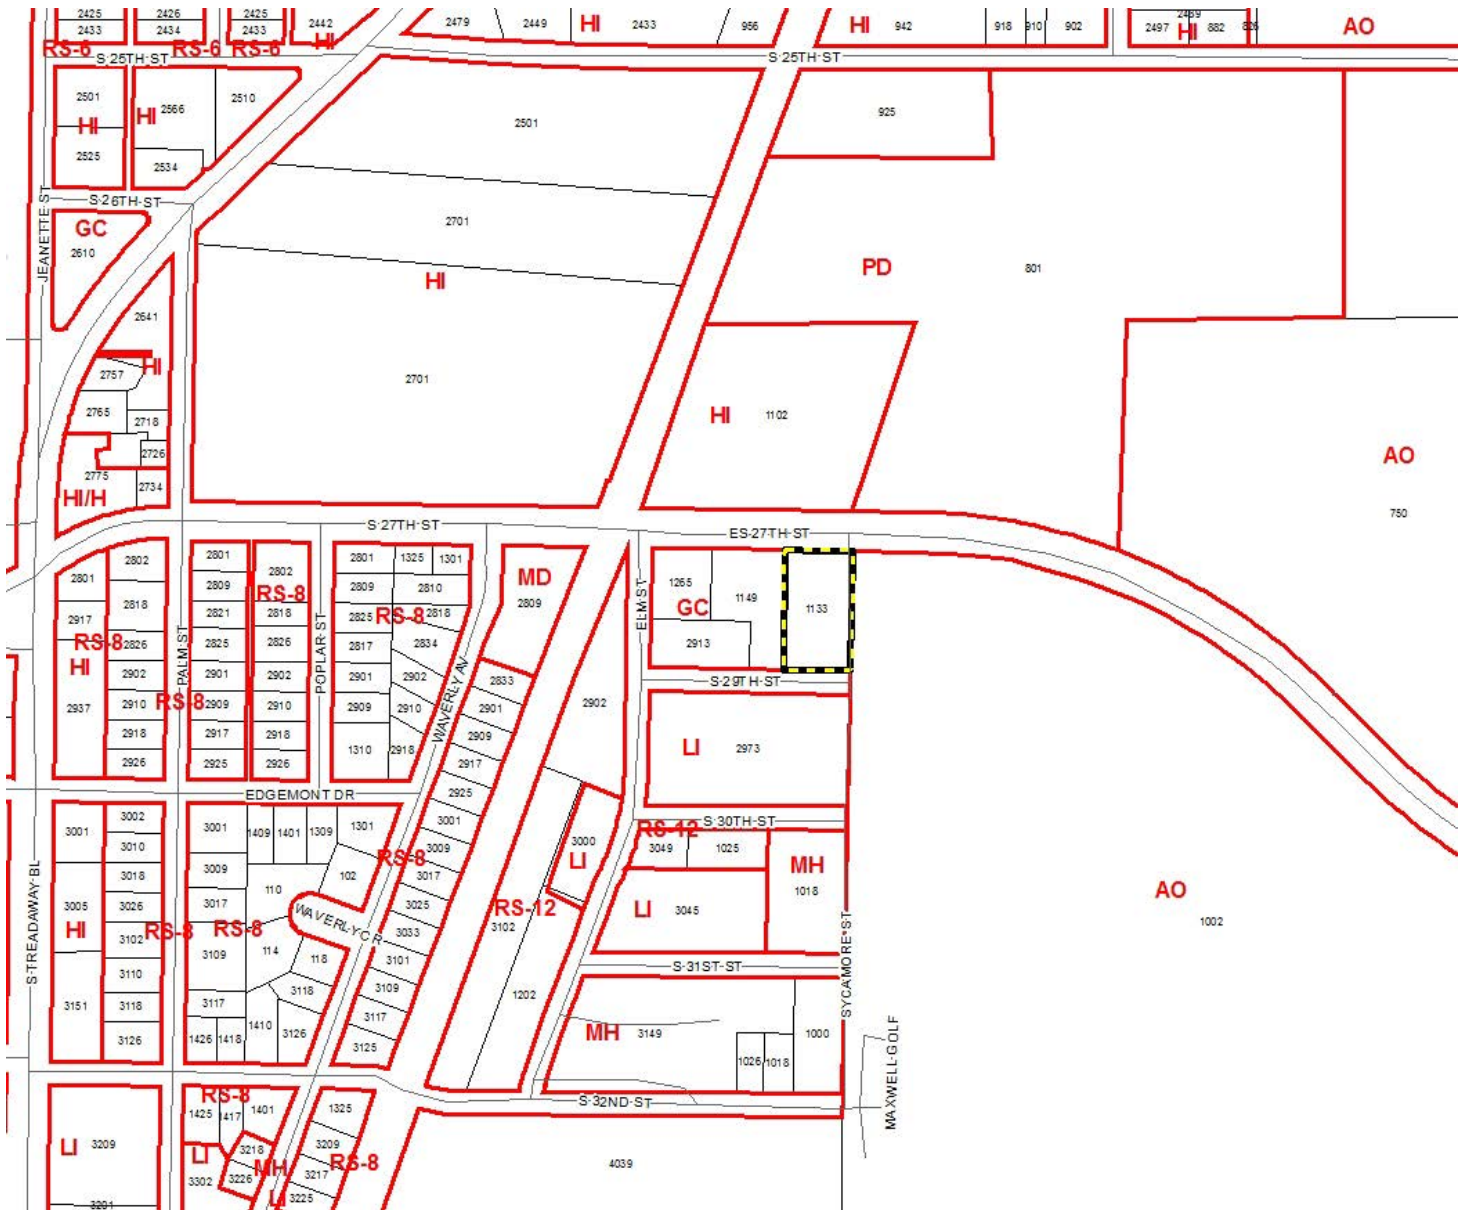 2425
2433
2426
2434
2425
2433
2442
HI
2479
2449
HI
2433
956
HI
942
918
910
902
2497
2469
HI
882
AO
RS-6
RS-6
RS-6
S 25TH ST
S 25TH ST
2501
HI
2525
HI
2566
2510
2534
2501
925
JEANETTE ST
S 26TH ST
GC
2610
2701
HI
PD
801
2641
HI
2757
2765
2718
2726
2775
2734
HI/H
2701
HI
1102
AO
750
S 27TH ST
ES 27TH ST
2801
2917
RS-8
HI
2937
2802
2818
2826
2902
2910
2918
2926
PALM ST
RS-8
2801
2809
2821
2825
2901
2909
2917
2925
2802
RS-8
2818
2826
2902
2910
2918
2926
POPLAR ST
2801
1325
1301
2809
2810
2825
RS-8
2818
2817
2834
2901
2902
2909
2910
1310
2918
WAVERLY AV
MD
2809
2833
2901
2909
2917
2925
3001
3009
RS-8
3017
3025
3033
3101
3109
3117
3125
ELM ST
1265
1149
GC
2913
1133
S 29TH ST
2902
LI
2973
S 30TH ST
RS-12
3049
1025
MH
1018
LI
3045
3000
LI
RS-12
3102
1202
S 31ST ST
MH
3149
1026
1018
1000
SYCAMORE ST
MAXWELL GOLF
AO
1002
EDGEMONT DR
S TREADAWAY BL
3001
3005
HI
3151
3002
3010
3018
3026
3102
3110
3118
3126
RS-8
3001
1409
1401
1309
1301
3009
102
3017
110
RS-8
WAVERLY CR
3109
114
118
3117
3118
1426
1418
1410
3126
S 32ND ST
LI
3209
3201
RS-8
1425
1417
1401
LI
3302
3218
3226
MH
LI
1325
3209
3217
RS-8
3225
4039